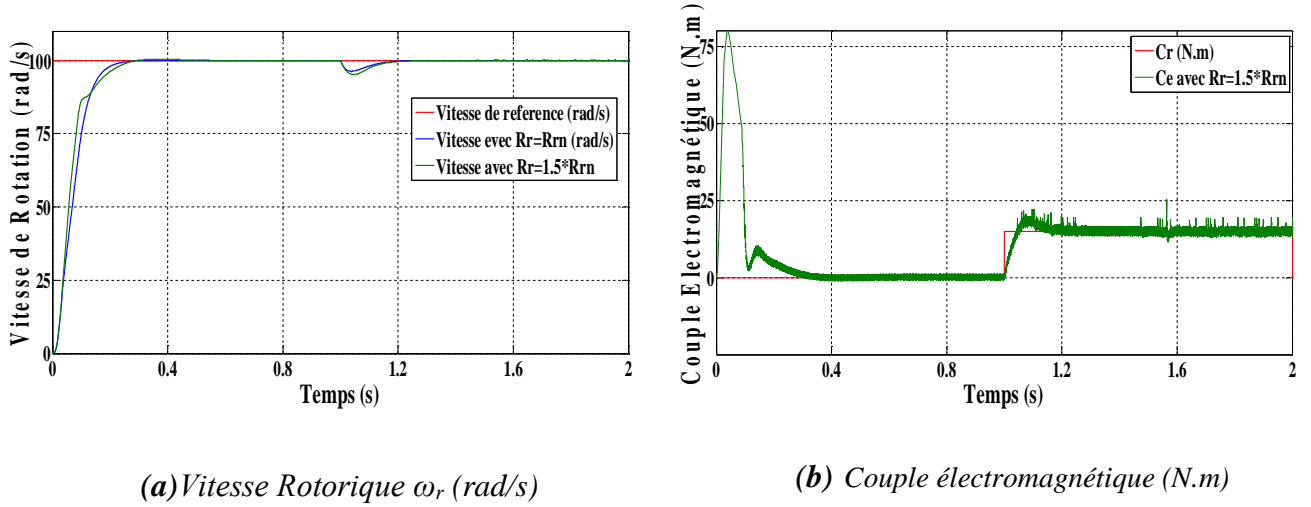 Vitesse de Rotation (rad/s)
100
75
50
25
0
0
0.4
0.8
1.2
1.6
2
Temps (s)
Vitesse de reference (rad/s)
Vitesse evec Rr=Rrn (rad/s)
Vitesse avec Rr=1.5*Rrn
(a)Vitesse Rotorique ωr (rad/s)
Couple Electromagnétique (N.m)
75
50
25
0
0
0.4
0.8
1.2
1.6
2
Temps (s)
Cr (N.m)
Ce avec Rr=1.5*Rrn
(b) Couple électromagnétique (N.m)